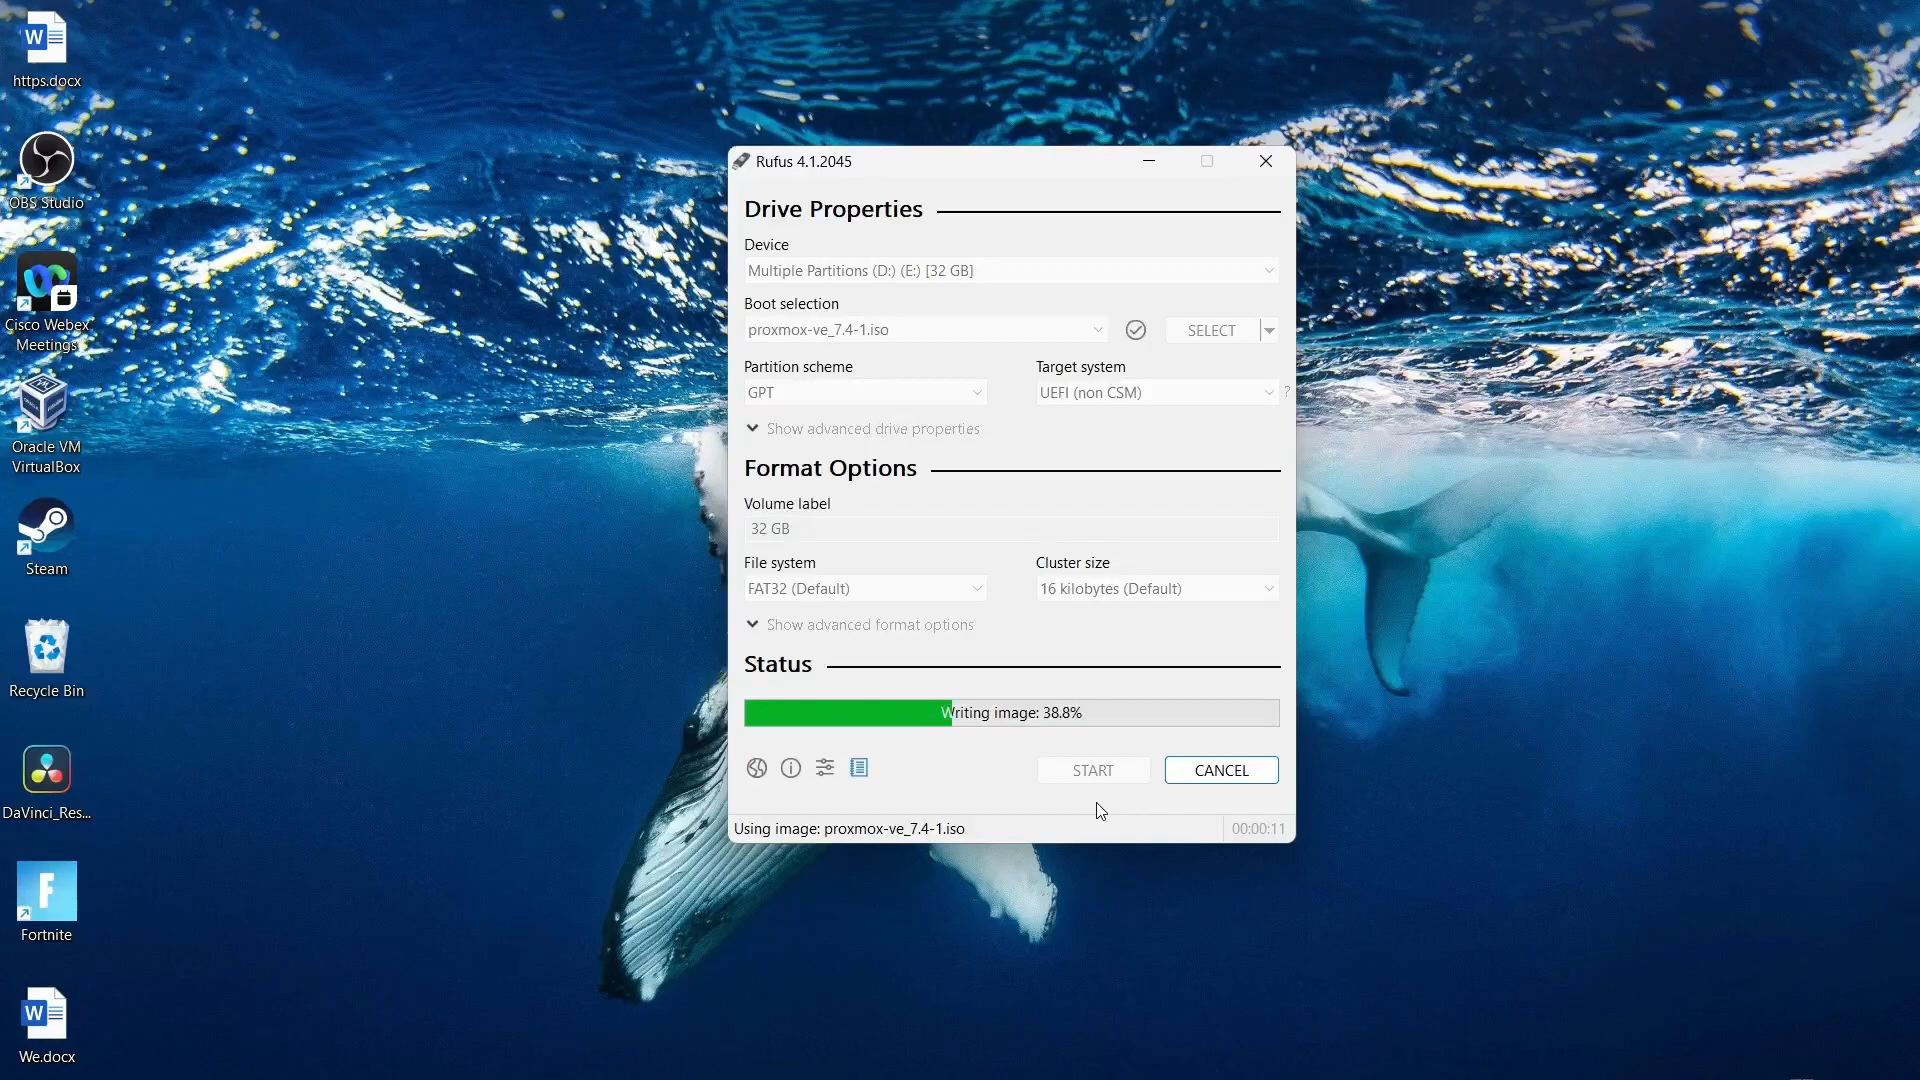 https.docx
OBS Studio
Cisco Webex
Meetings
Oracle VM
VirtualBox
Steam
Recycle Bin
DaVinci_Res...
F
Fortnite
We.docx
Rufus 4.1.2045
Drive Properties
Device
Multiple Partitions (D:) (E:) [32 GB]
Boot selection
proxmox-ve_7.4-1.iso
SELECT
Partition scheme
Target system
GPT
UEFI (non CSM)
?
Show advanced drive properties
Format Options
Volume label
32 GB
File system
Cluster size
FAT32 (Default)
16 kilobytes (Default)
Show advanced format options
Status
Writing image: 38.8%
START
CANCEL
Using image: proxmox-ve_7.4-1.iso
00:00:11